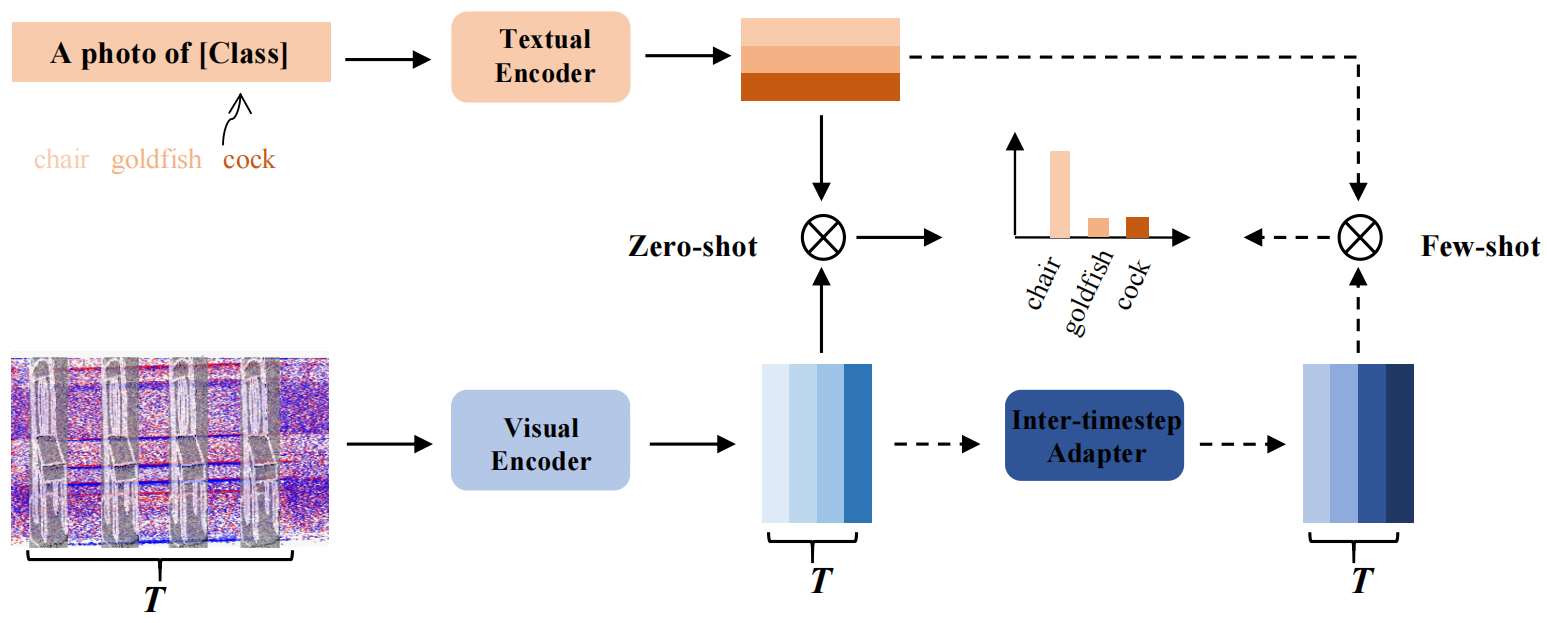 A photo of [Class]
Textual
Encoder
chair goldfish cock
Zero-shot
chair
goldfish
cock
Few-shot
Visual
Encoder
Inter-timestep
Adapter
T
T
T